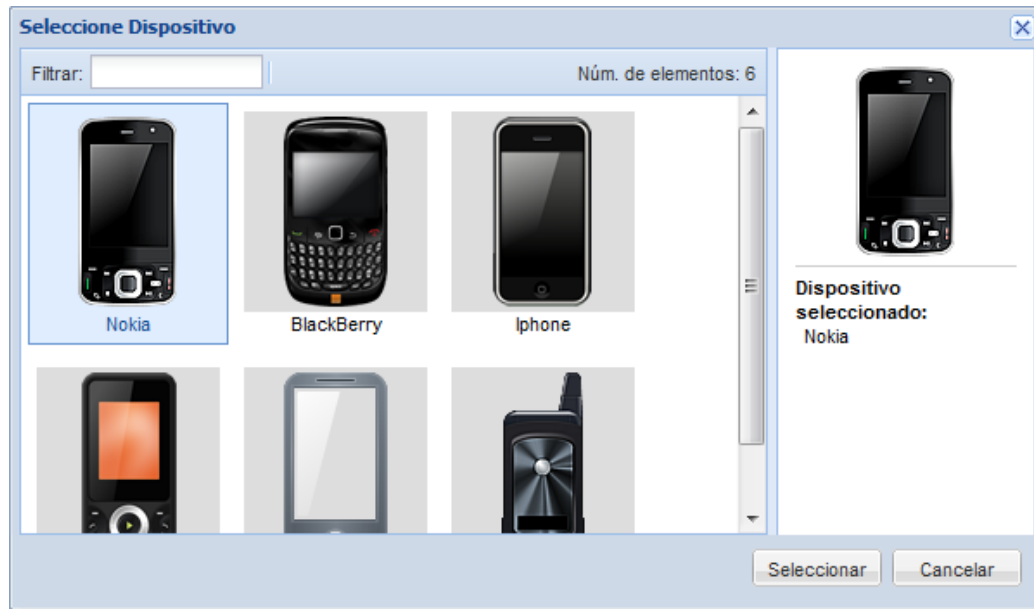 Seleccione Dispositivo
Filtrar:
Núm. de elementos: 6
Nokia
BlackBerry
Iphone
Dispositivo
seleccionado:
Nokia
Seleccionar
Cancelar